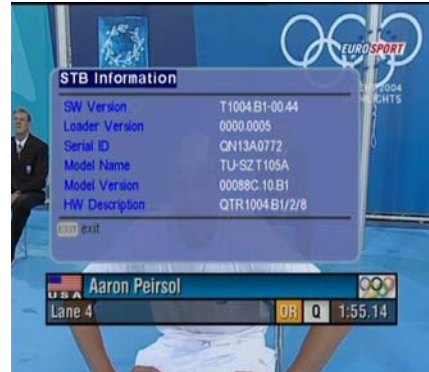 EUROSPORT
STB Information
SW Version T1004.B1-00.44
Loader Version 0000.0005
Serial ID QN13A0772
Model Name TU-SZT105A
Model Version 00088C.10.B1
HW Description QTR1004.B1/2/8
EXIT exit
USA Aaron Peirsol
Lane 4 OR Q 1:55.14